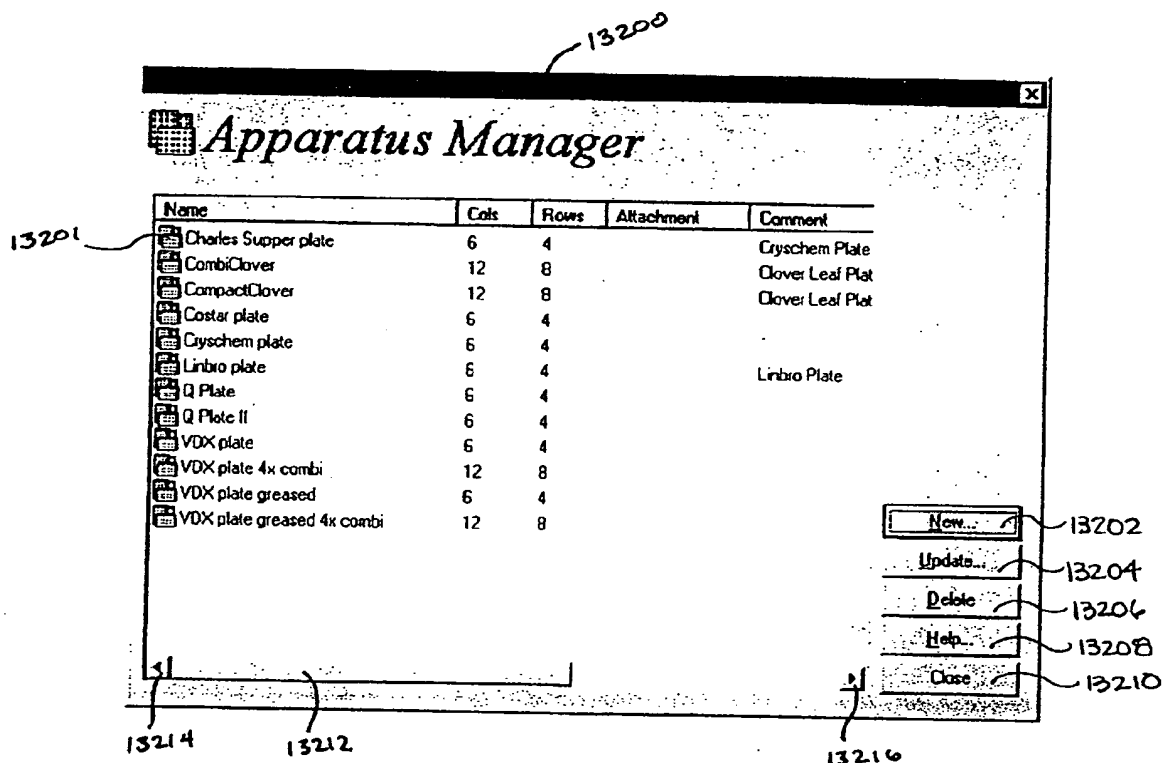 13200
Apparatus Manager
Name Cols Rows Attachment Comment
13201 Charles Supper plate 6 4 Cryschem Plate
CombiClover 12 8 Clover Leaf Plat
CompactClover 12 8 Clover Leaf Plat
Costar plate 6 4
Cryschem plate 6 4
Linbro plate 6 4 Linbro Plate
Q Plate 6 4
Q Plate II 6 4
VDX plate 6 4
VDX plate 4x combi 12 8
VDX plate greased 6 4
VDX plate greased 4x combi 12 8
New... 13202
Update... 13204
Delete 13206
Help... 13208
Close 13210
13214 13212 13216